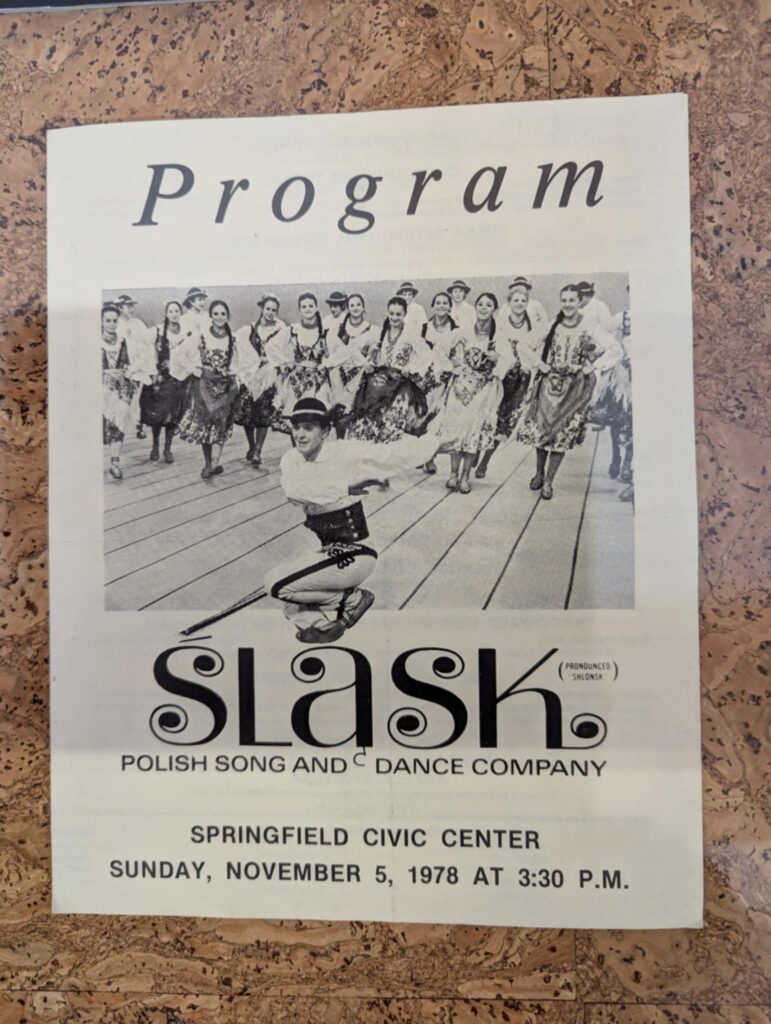 Program
Śląsk
(PRONOUNCED
"SHLONSK")
POLISH SONG AND DANCE COMPANY
SPRINGFIELD CIVIC CENTER
SUNDAY, NOVEMBER 5, 1978 AT 3:30 P.M.